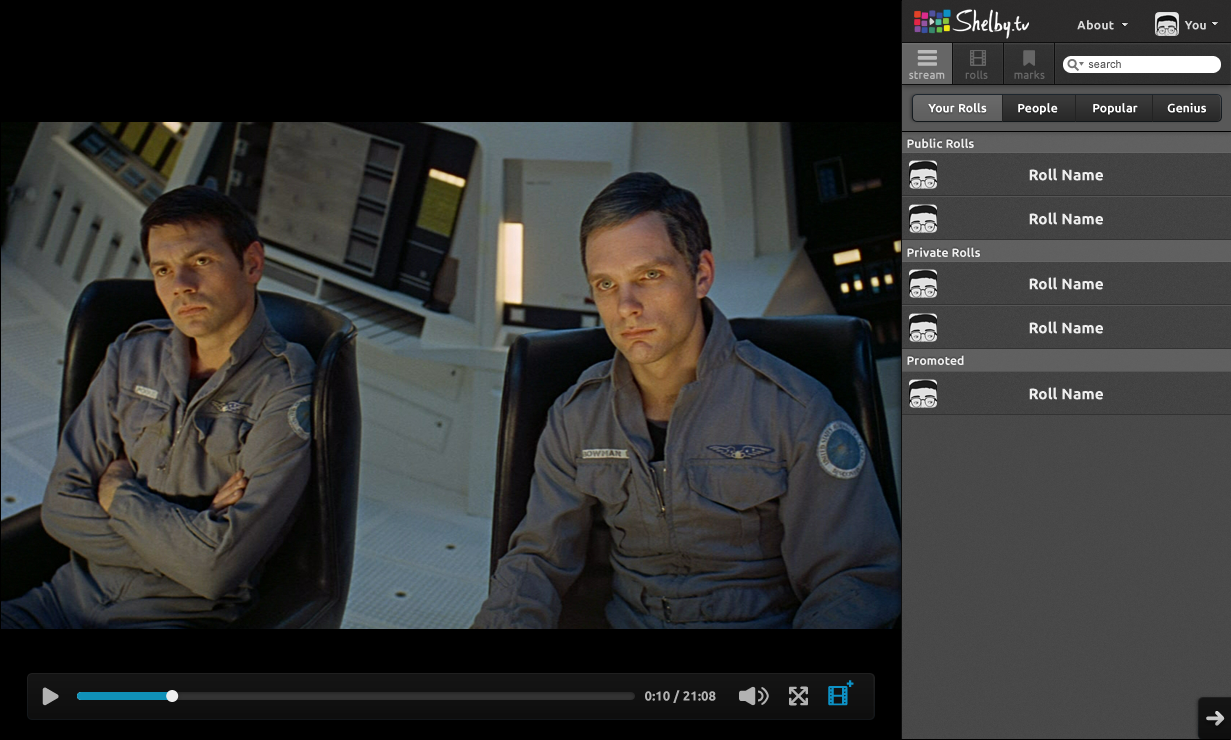 Shelby.tv
About
You
stream
rolls
marks
search
Your Rolls
People
Popular
Genius
Public Rolls
Roll Name
Roll Name
Private Rolls
Roll Name
Roll Name
Promoted
Roll Name
BOWMAN
0:10 / 21:08